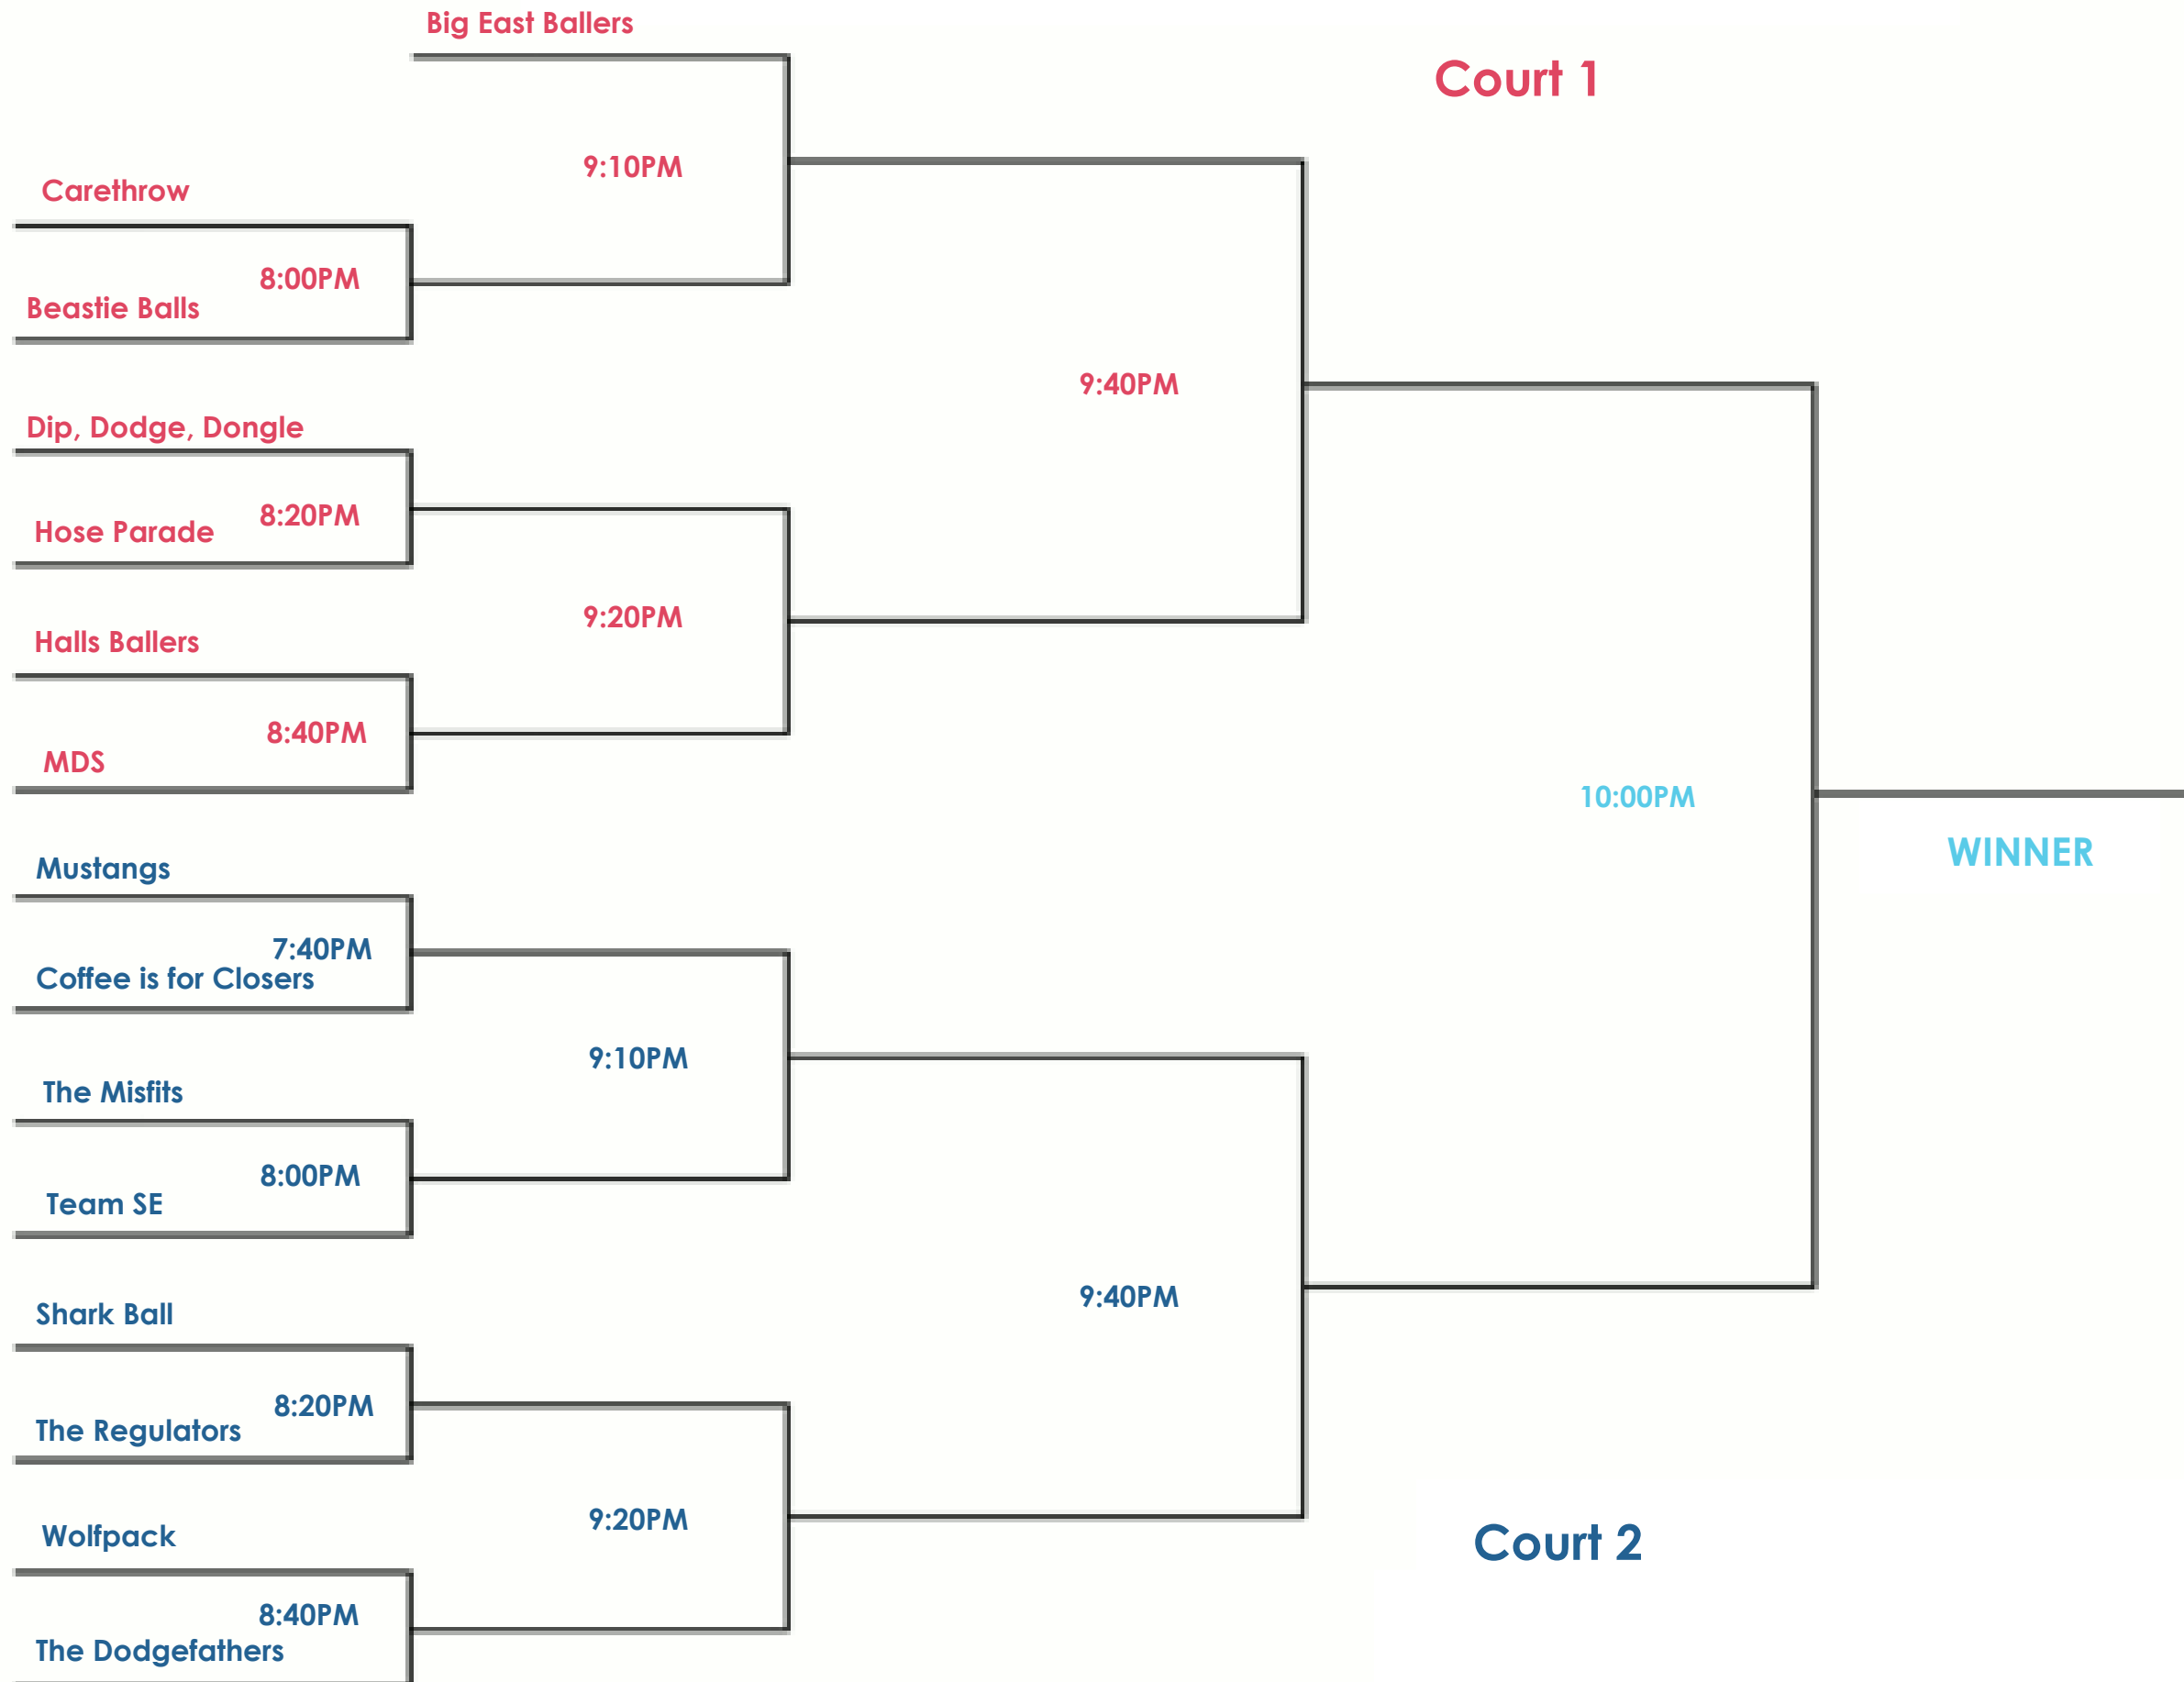 Big East Ballers
Court 1
9:10PM
Carethrow
8:00PM
Beastie Balls
9:40PM
Dip, Dodge, Dongle
8:20PM
Hose Parade
9:20PM
Halls Ballers
8:40PM
MDS
10:00PM
WINNER
Mustangs
7:40PM
Coffee is for Closers
9:10PM
The Misfits
8:00PM
Team SE
9:40PM
Shark Ball
8:20PM
The Regulators
9:20PM
Wolfpack
Court 2
8:40PM
The Dodgefathers